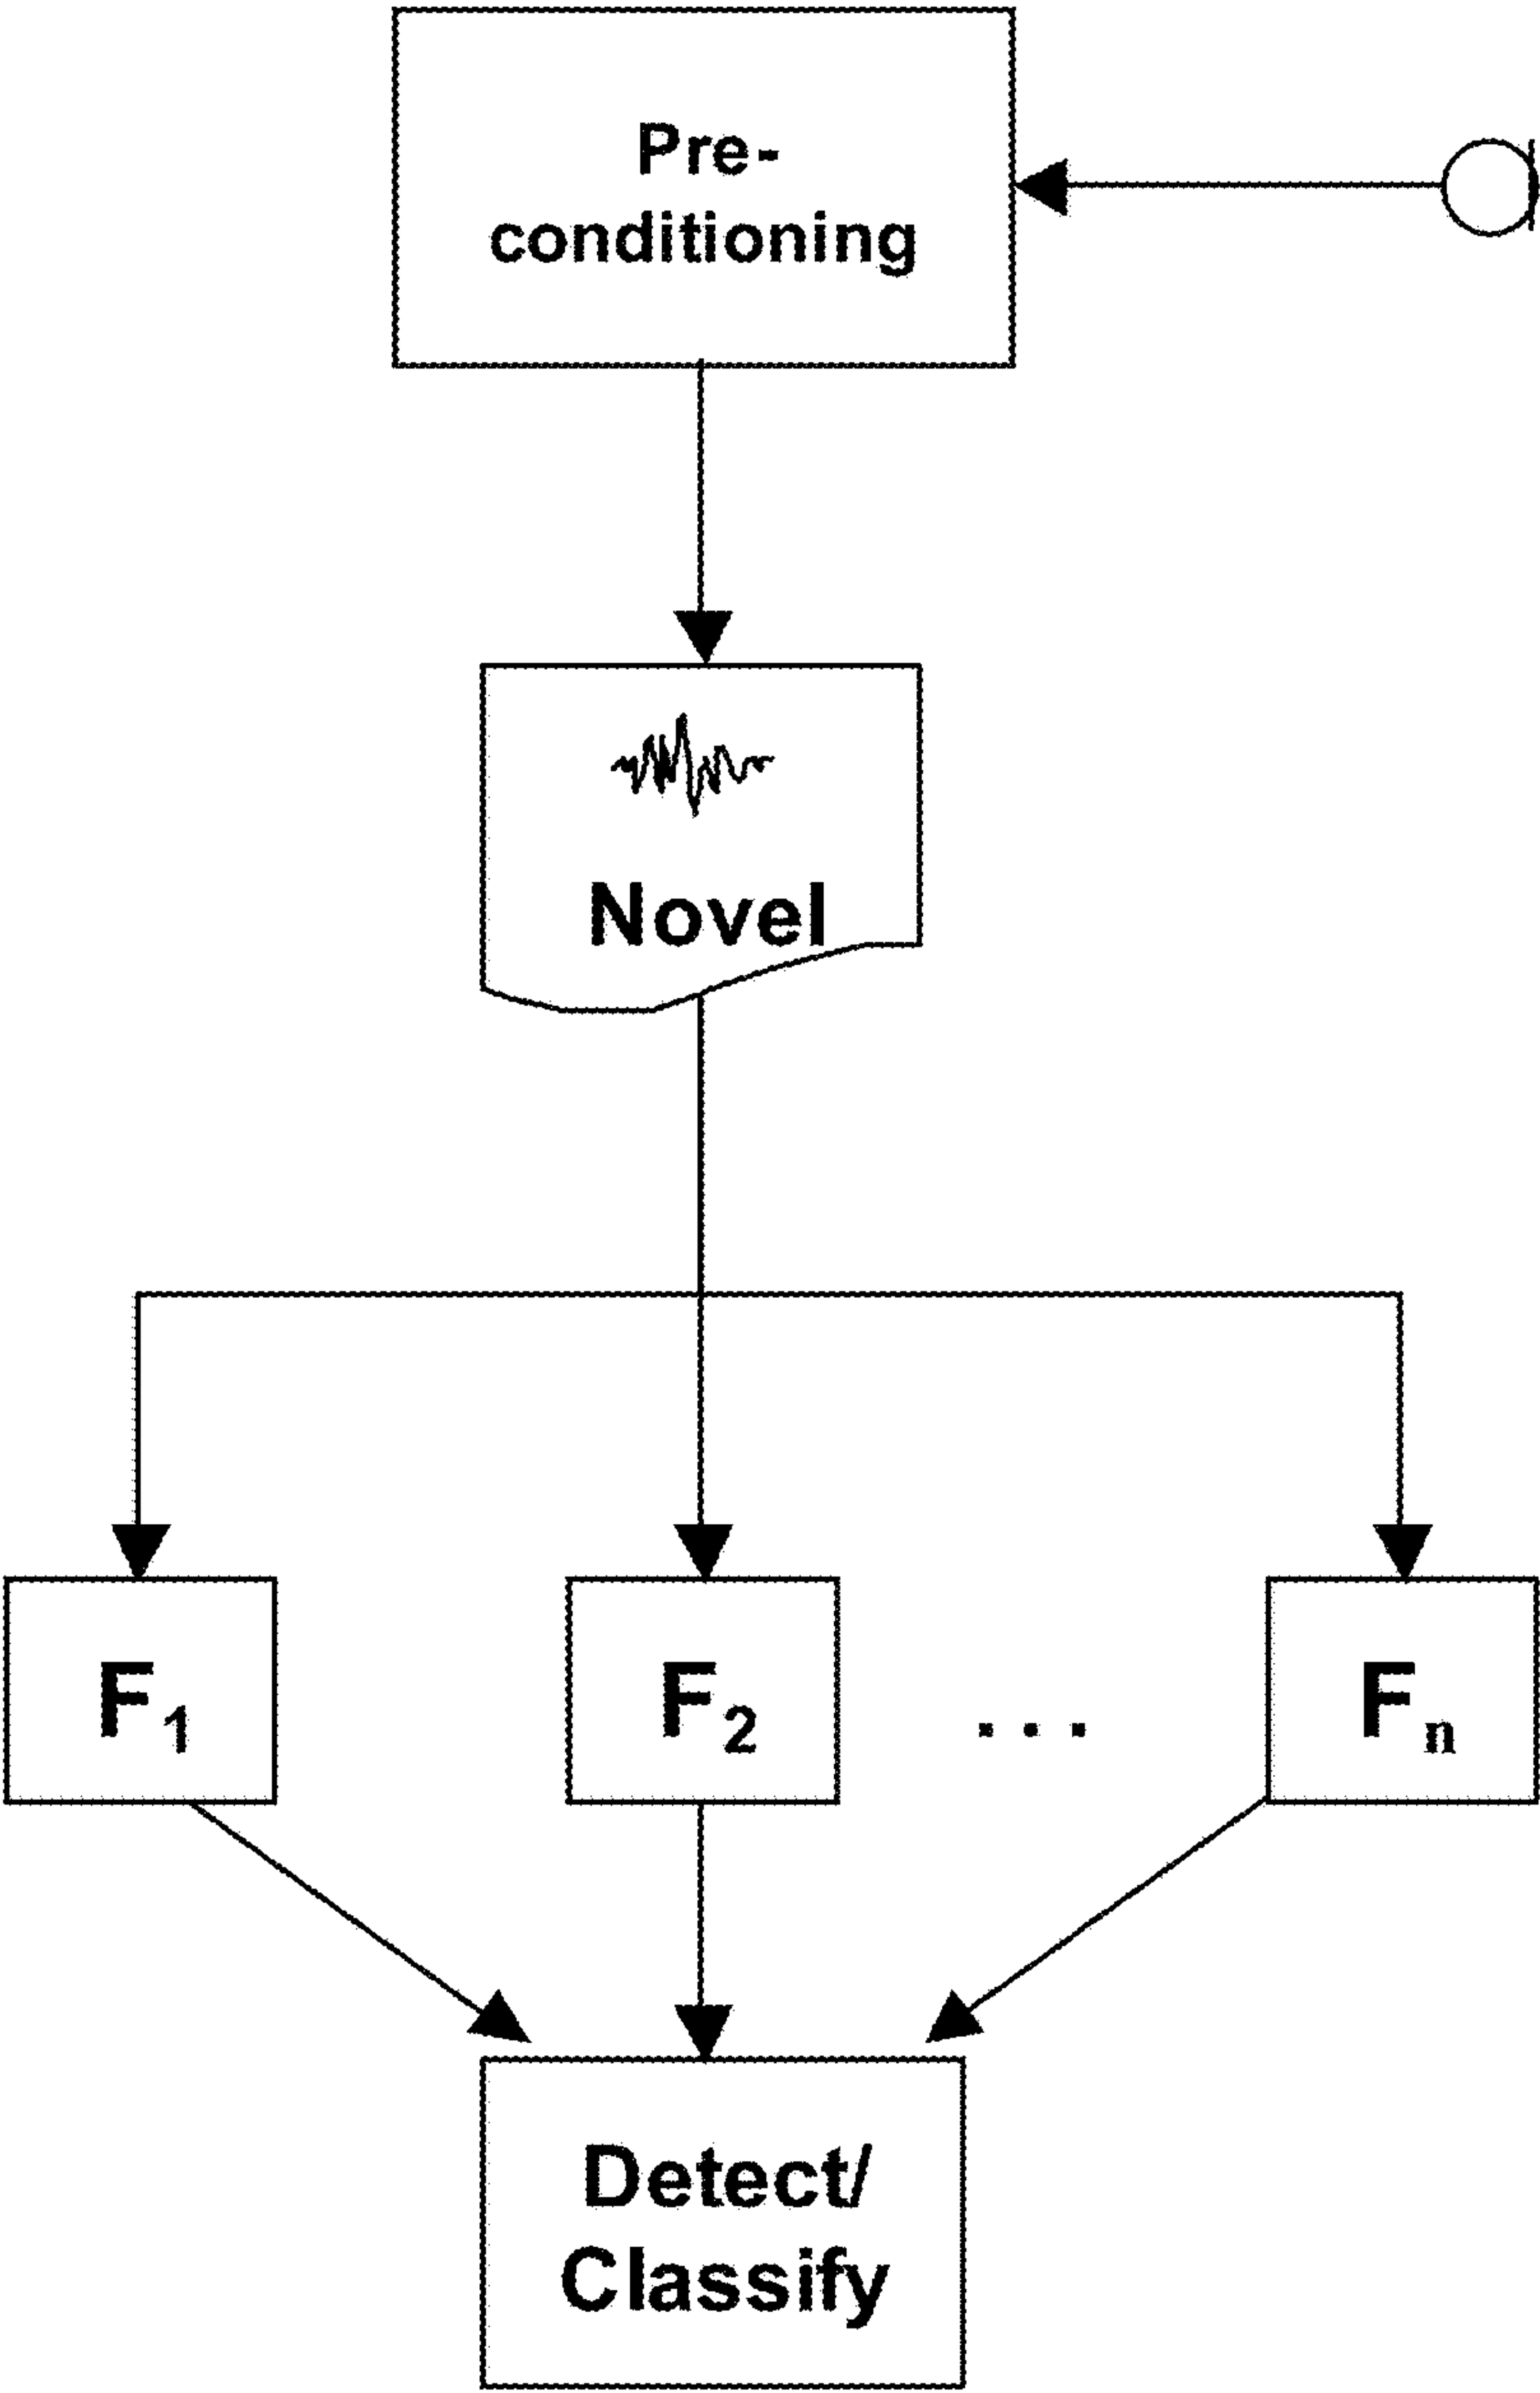 Pre-
conditioning
Novel
F1
F2
...
Fn
Detect/
Classify